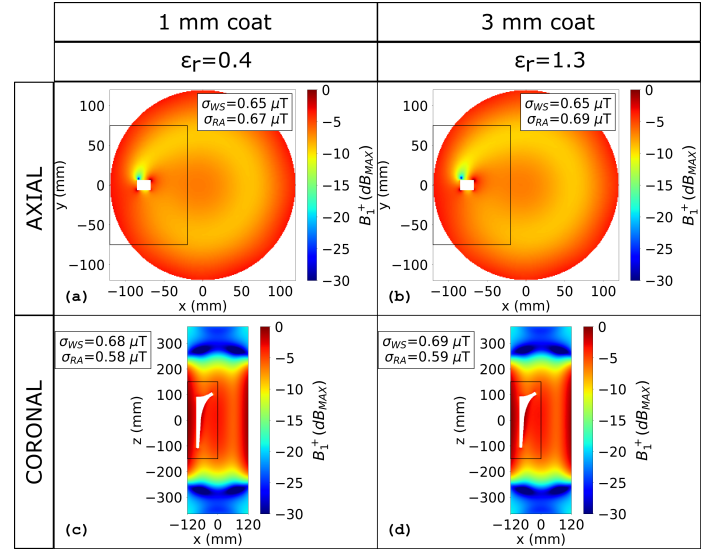 1 mm coat
3 mm coat
εr=0.4
εr=1.3
AXIAL
σWS=0.65 μT
σRA=0.67 μT
100
50
0
−50
−100
y (mm)
−100 −50 0 50 100
x (mm)
(a)
0
−5
−10
−15
−20
−25
−30
B1+ (dBMAX)
σWS=0.65 μT
σRA=0.69 μT
100
50
0
−50
−100
y (mm)
−100 −50 0 50 100
x (mm)
(b)
0
−5
−10
−15
−20
−25
−30
B1+ (dBMAX)
CORONAL
σWS=0.68 μT
σRA=0.58 μT
300
200
100
0
−100
−200
−300
z (mm)
−120 0 120
x (mm)
(c)
0
−5
−10
−15
−20
−25
−30
B1+ (dBMAX)
σWS=0.69 μT
σRA=0.59 μT
300
200
100
0
−100
−200
−300
z (mm)
−120 0 120
x (mm)
(d)
0
−5
−10
−15
−20
−25
−30
B1+ (dBMAX)